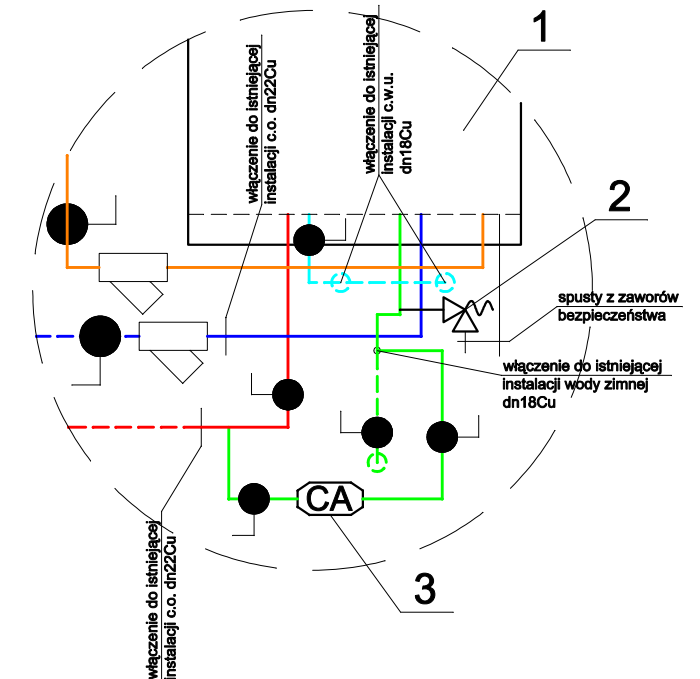 1
włączenie do istniejącej
instalacji c.o. dn22Cu
włączenie do istniejącej
instalacji c.w.u.
dn18Cu
2
spusty z zaworów
bezpieczeństwa
włączenie do istniejącej
instalacji wody zimnej
dn18Cu
CA
3
włączenie do istniejącej
instalacji c.o. dn22Cu